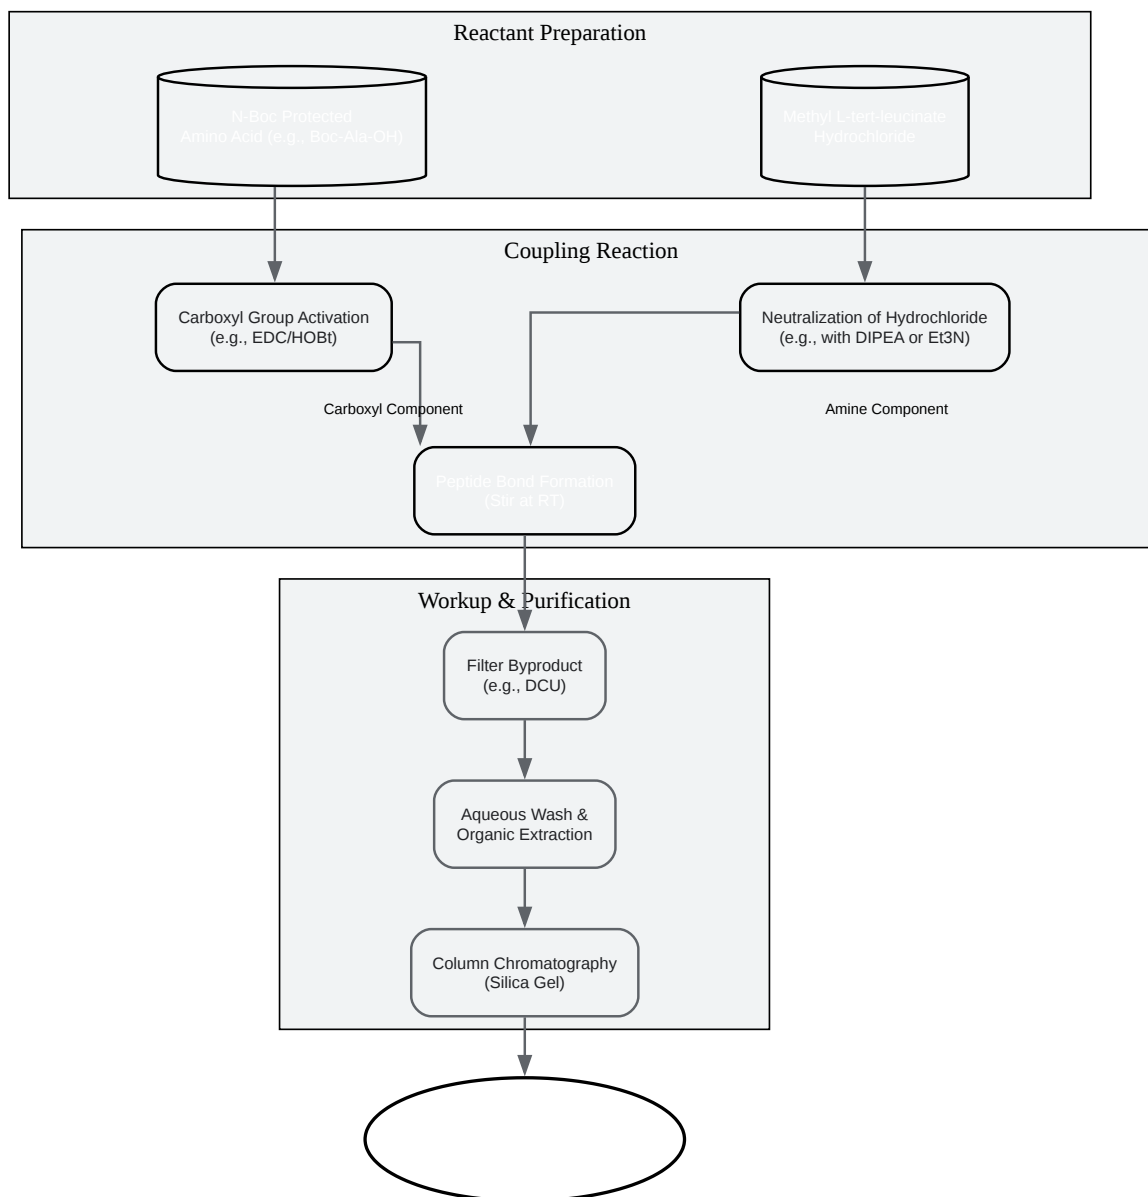 Reactant Preparation
N-Boc Protected
Amino Acid (e.g., Boc-Ala-OH)
Methyl L-tert-leucinate
Hydrochloride
Coupling Reaction
Carboxyl Group Activation
(e.g., EDC/HOBt)
Neutralization of Hydrochloride
(e.g., with DIPEA or Et3N)
Carboxyl Component
Amine Component
Peptide Bond Formation
(Stir at RT)
Workup & Purification
Filter Byproduct
(e.g., DCU)
Aqueous Wash &
Organic Extraction
Column Chromatography
(Silica Gel)